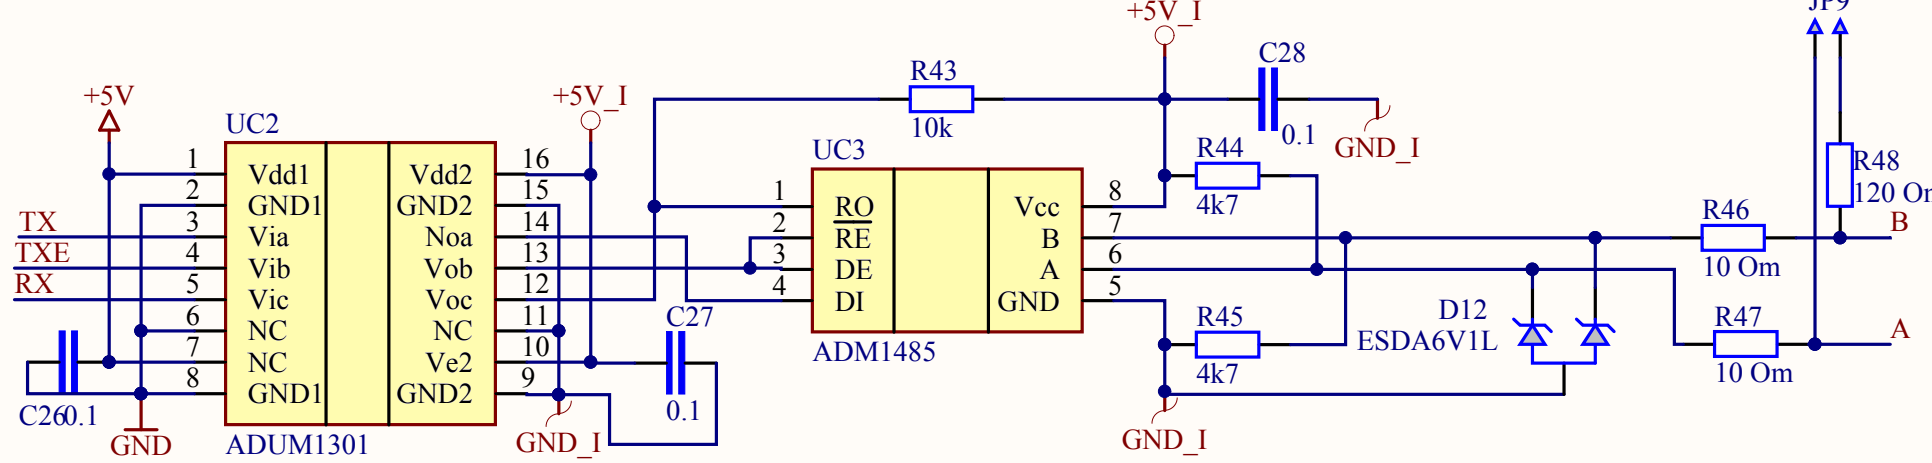 JP9
+5V_I
C28
0.1
GND_I
R43
10k
+5V
+5V_I
UC2
1 Vdd1 Vdd2 16
2 GND1 GND2 15
TX 3 Via Noa 14
TXE 4 Vib Vob 13
RX 5 Vic Voc 12
6 NC NC 11
7 NC Ve2 10
8 GND1 GND2 9
C26 0.1
GND
ADUM1301
GND_I
C27
0.1
UC3
1 RO Vcc 8
2 RE B 7
3 DE A 6
4 DI GND 5
ADM1485
R44
4k7
R45
4k7
GND_I
D12
ESDA6V1L
R46
10 Om
R47
10 Om
R48
120 Om
B
A